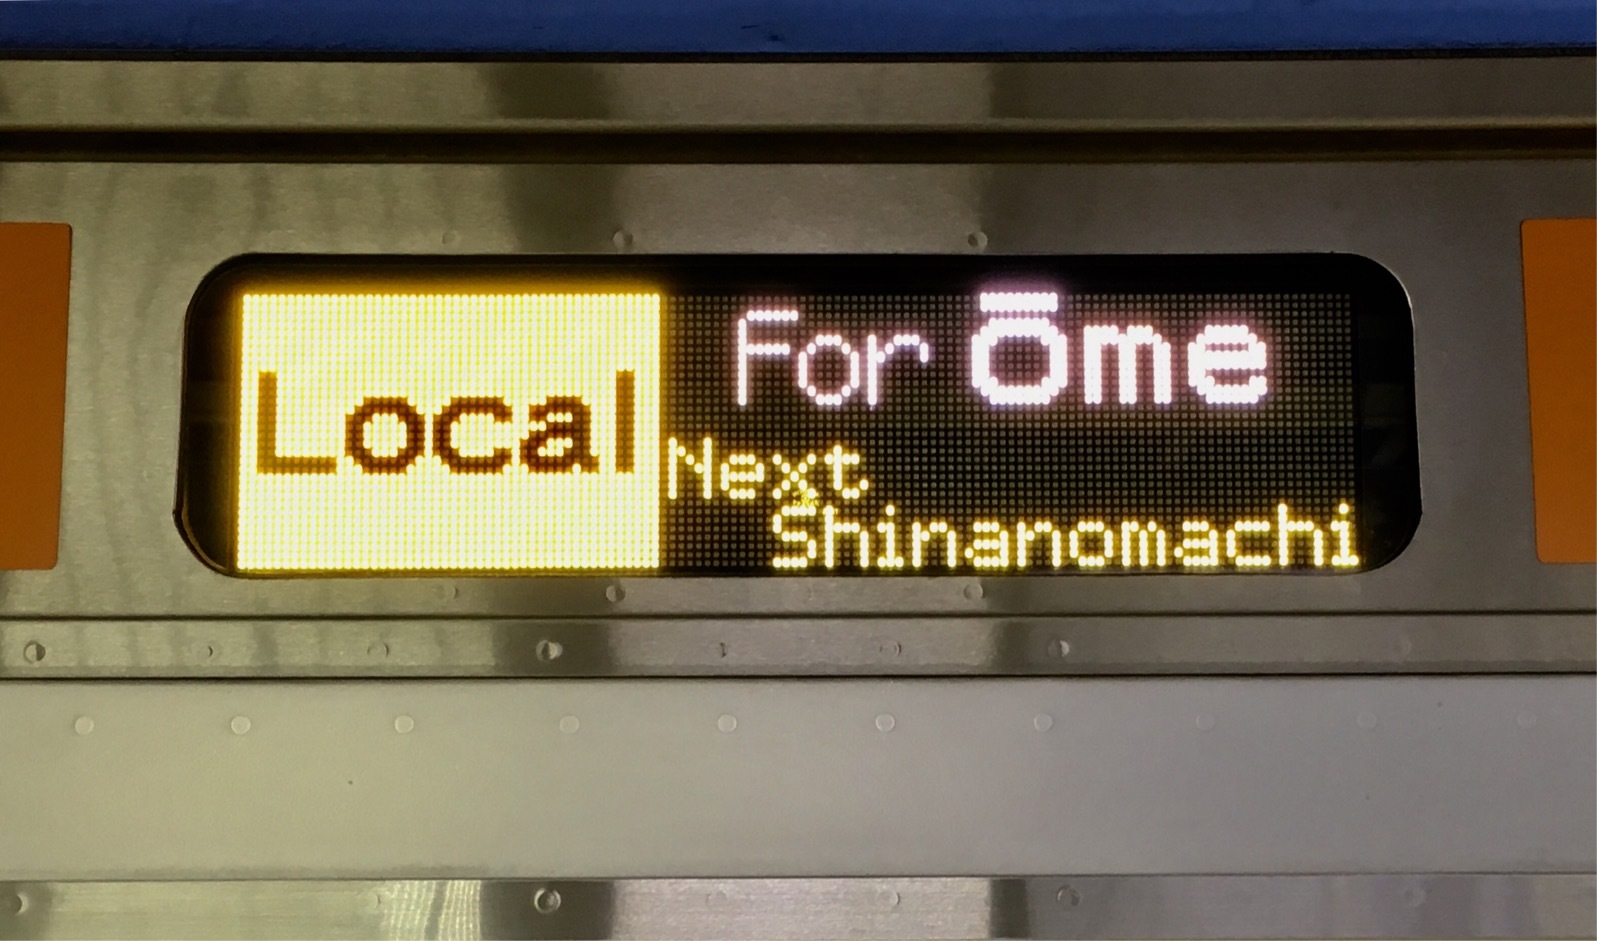 Local
For Ōme
Next
Shinanomachi